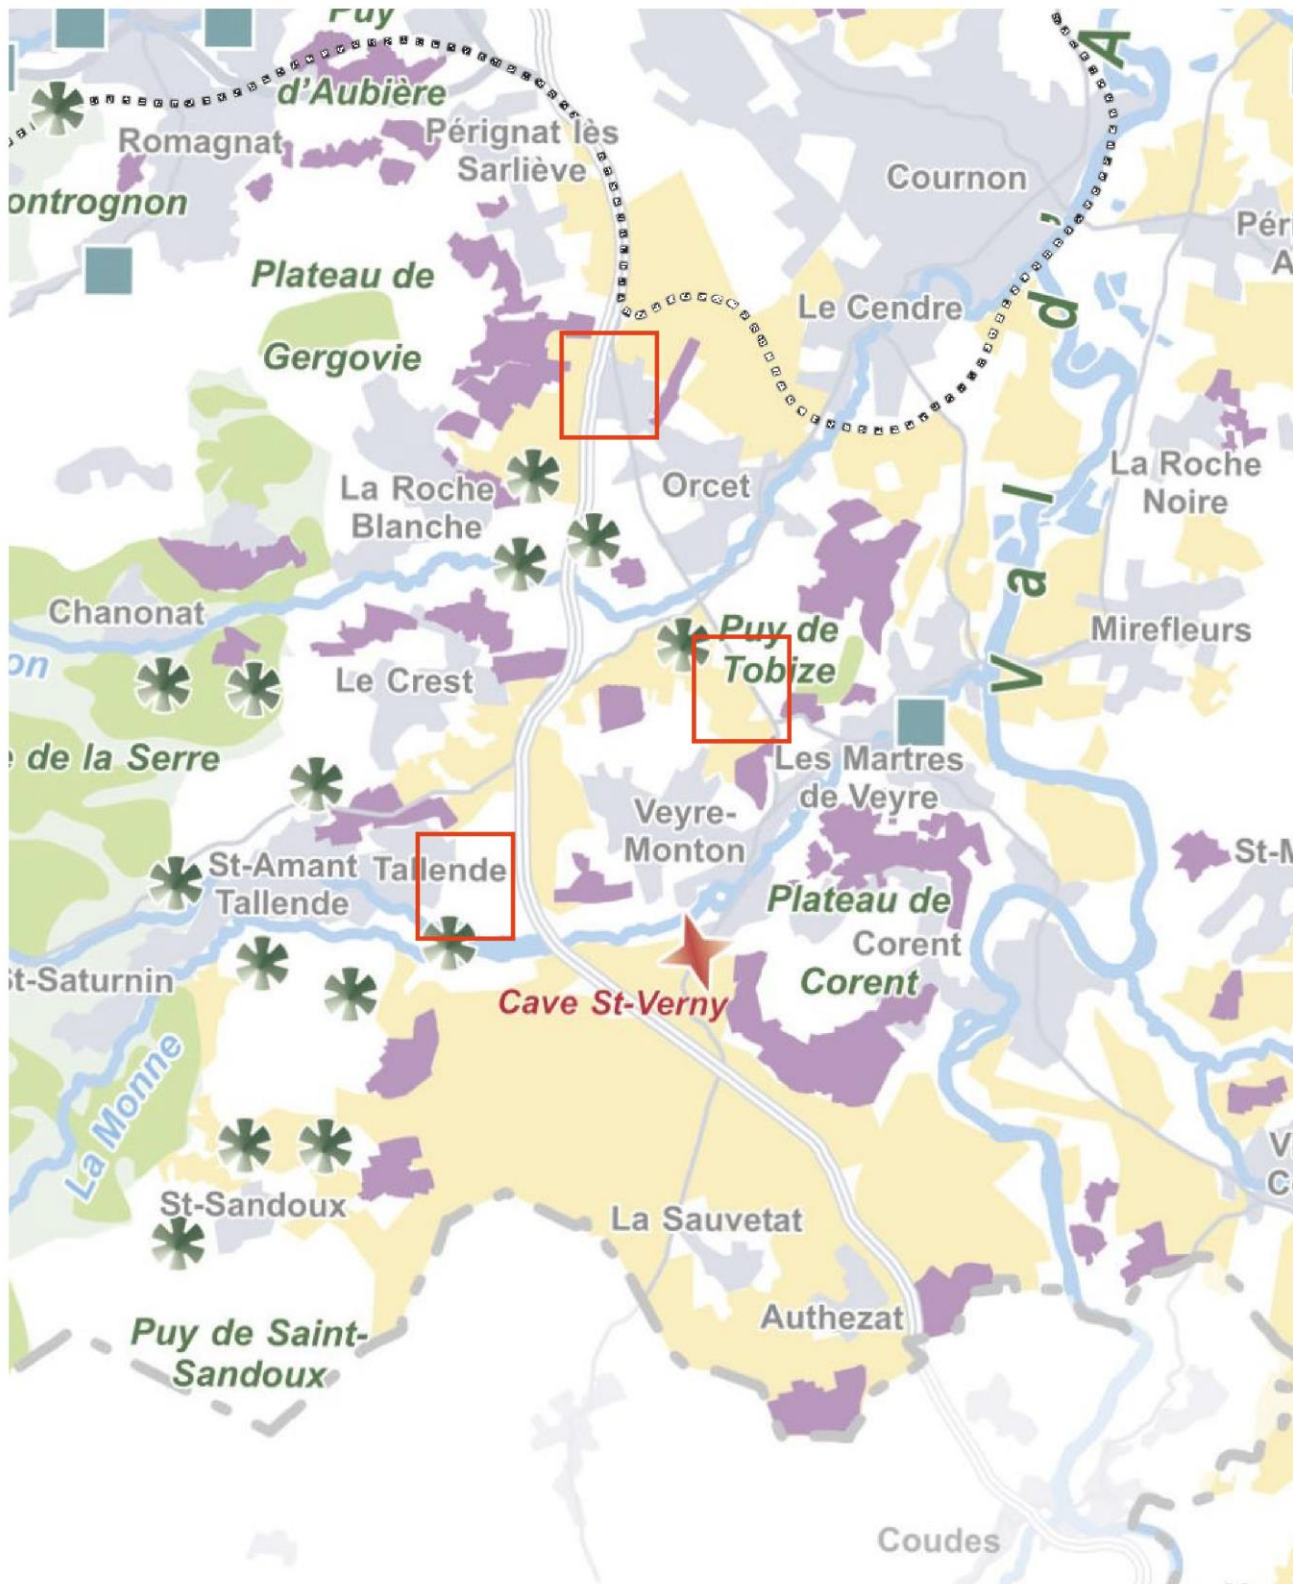 Puy
d'Aubière
Romagnat
Pérignat lès
Sarliève
Cournon
ontrognon
Pér
A
Plateau de
Gergovie
Le Cendre
Val d'A
La Roche
Blanche
Orcet
La Roche
Noire
Chanonat
on
Puy de
Tobize
Mirefleurs
Le Crest
e de la Serre
Les Martres
de Veyre
Veyre-
Monton
St-Amant
Tallende
Tallende
St-M
Plateau de
Corent
Corent
St-Saturnin
Cave St-Verny
La Monne
St-Sandoux
La Sauvetat
Authezat
Puy de Saint-
Sandoux
Coudes